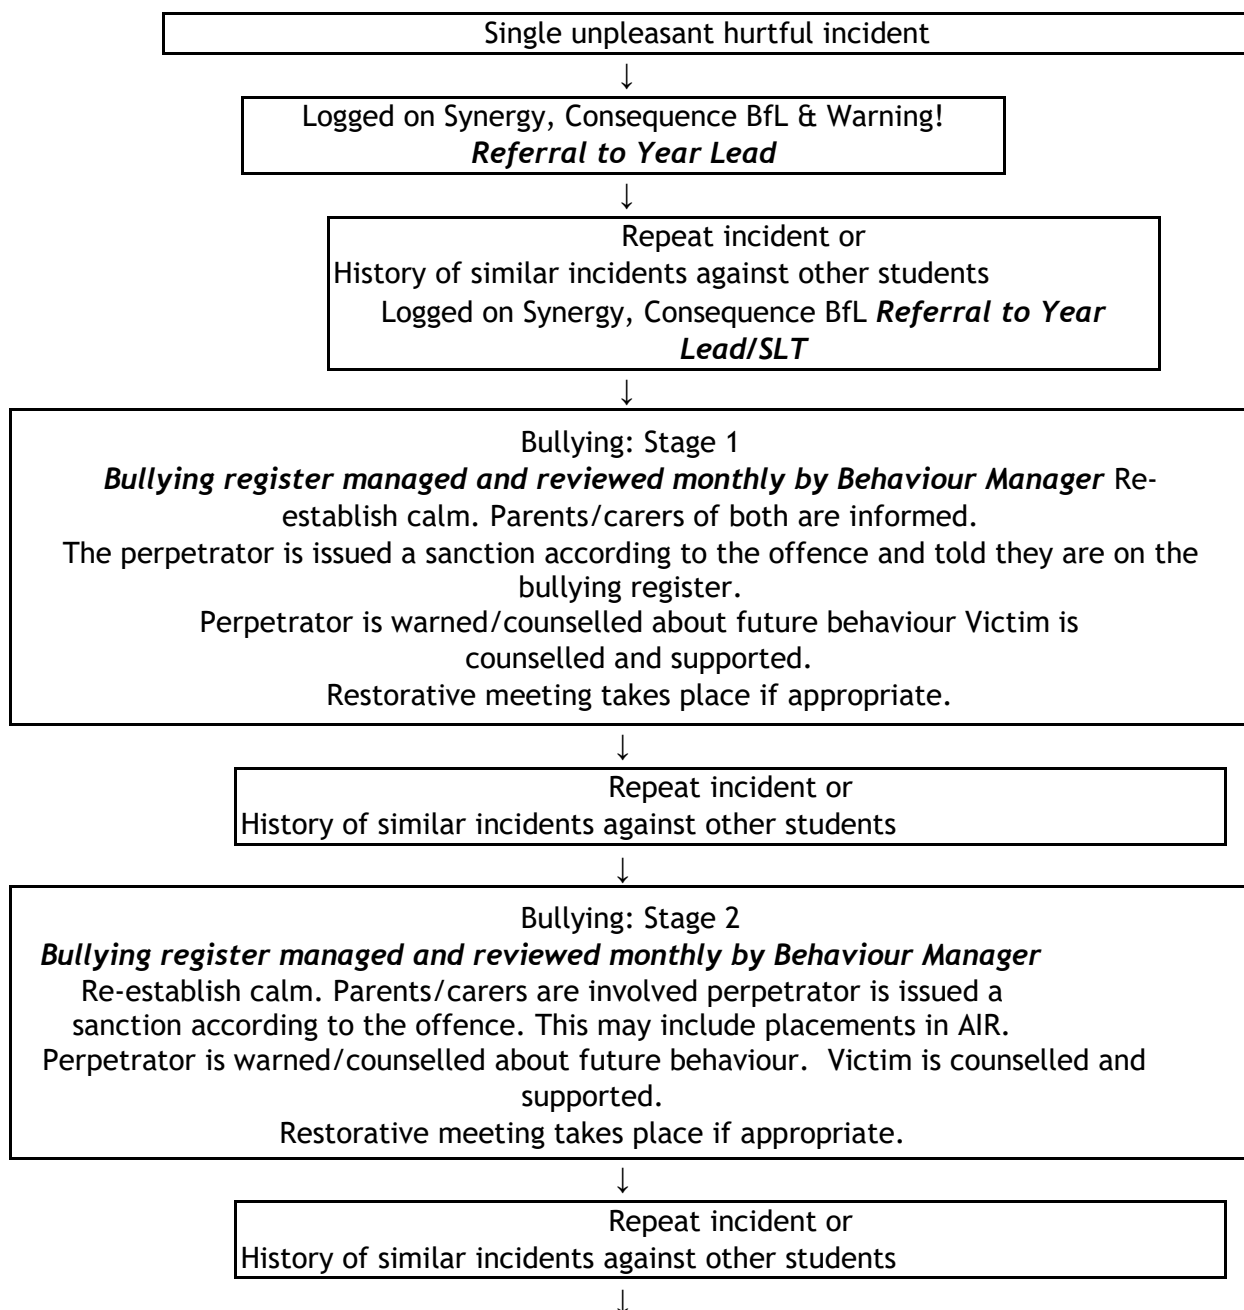 Single unpleasant hurtful incident
↓
Logged on Synergy, Consequence BfL & Warning!
Referral to Year Lead
↓
Repeat incident or
History of similar incidents against other students
Logged on Synergy, Consequence BfL Referral to Year
Lead/SLT
↓
Bullying: Stage 1
Bullying register managed and reviewed monthly by Behaviour Manager Re-
establish calm. Parents/carers of both are informed.
The perpetrator is issued a sanction according to the offence and told they are on the
bullying register.
Perpetrator is warned/counselled about future behaviour Victim is
counselled and supported.
Restorative meeting takes place if appropriate.
↓
Repeat incident or
History of similar incidents against other students
↓
Bullying: Stage 2
Bullying register managed and reviewed monthly by Behaviour Manager
Re-establish calm. Parents/carers are involved perpetrator is issued a
sanction according to the offence. This may include placements in AIR.
Perpetrator is warned/counselled about future behaviour.  Victim is counselled and
supported.
Restorative meeting takes place if appropriate.
↓
Repeat incident or
History of similar incidents against other students
↓